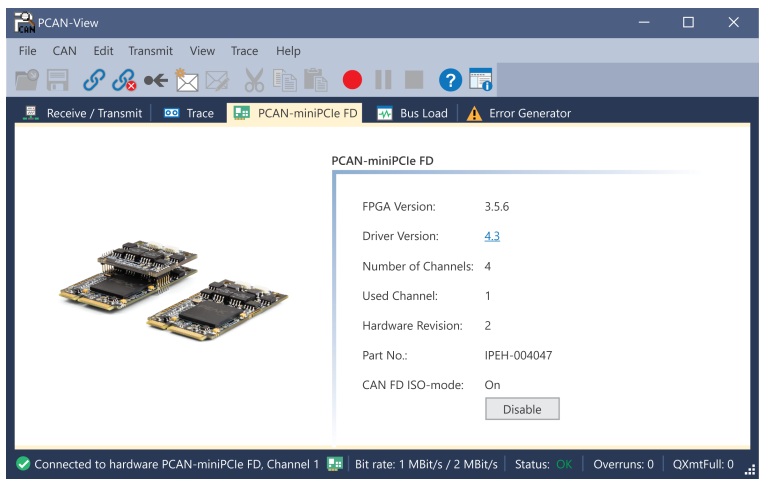 CAN
PCAN-View
File CAN Edit Transmit View Trace Help
Receive / Transmit Trace PCAN-miniPCIe FD Bus Load Error Generator
PCAN-miniPCIe FD
FPGA Version: 3.5.6
Driver Version: 4.3
Number of Channels: 4
Used Channel: 1
Hardware Revision: 2
Part No.: IPEH-004047
CAN FD ISO-mode: On
Disable
Connected to hardware PCAN-miniPCIe FD, Channel 1 Bit rate: 1 MBit/s / 2 MBit/s Status: OK Overruns: 0 QXmtFull: 0